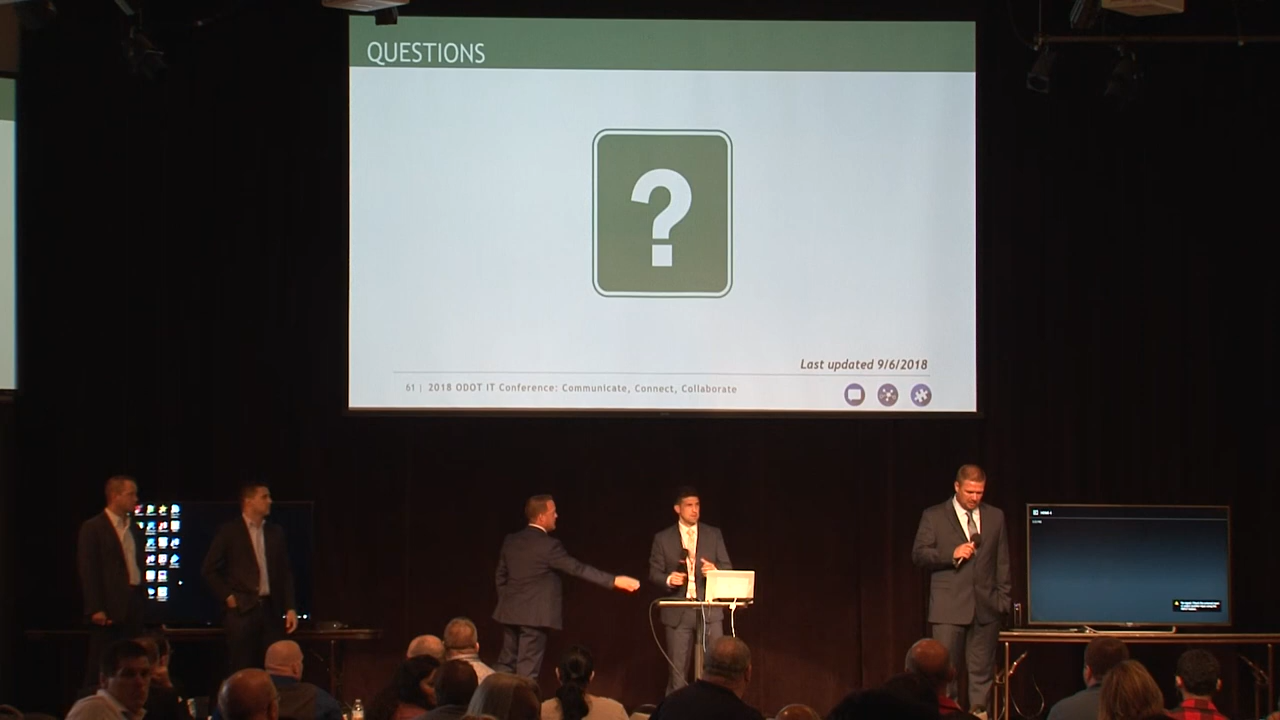 QUESTIONS
?
Last updated 9/6/2018
61 | 2018 ODOT IT Conference: Communicate, Connect, Collaborate